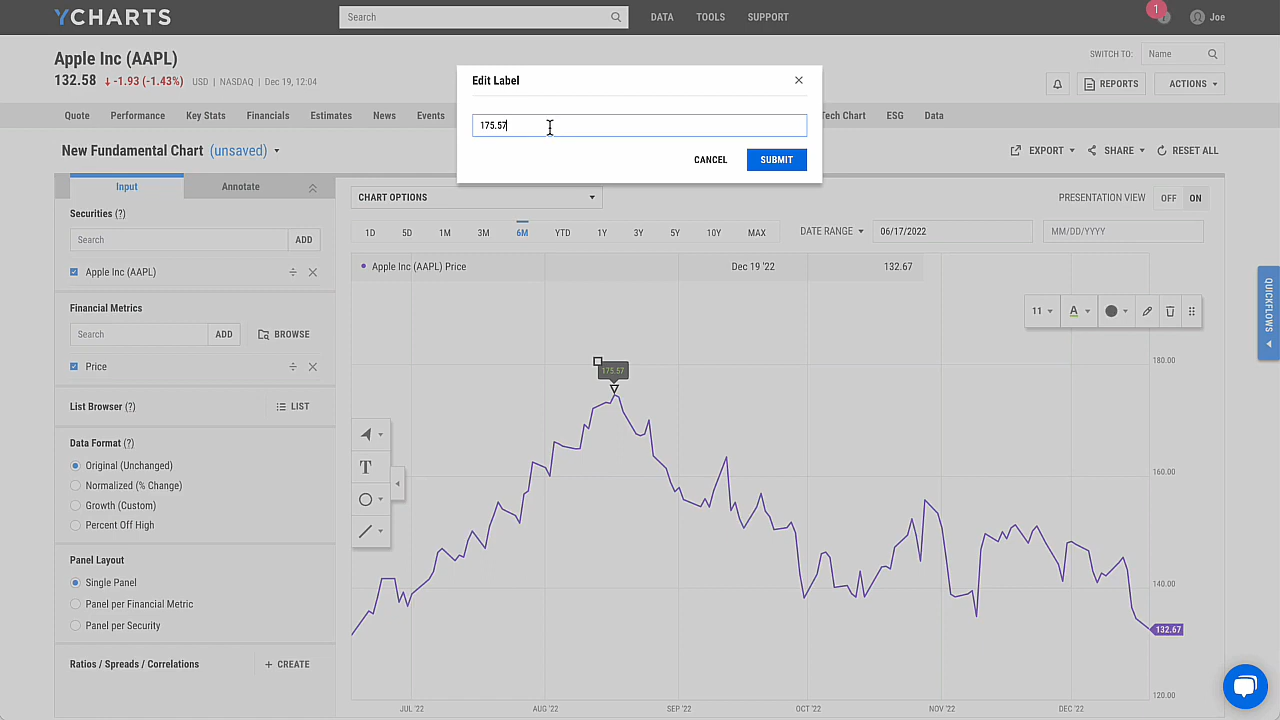 YCHARTS
Search
DATA TOOLS SUPPORT
1
Joe
Apple Inc (AAPL)
132.58 -1.93 (-1.43%) USD | NASDAQ | Dec 19, 12:04
SWITCH TO: Name
REPORTS ACTIONS
Edit Label
175.57
CANCEL SUBMIT
Quote Performance Key Stats Financials Estimates News Events Tech Chart ESG Data
New Fundamental Chart (unsaved)
EXPORT SHARE RESET ALL
Input Annotate
Securities (?)
Search ADD
Apple Inc (AAPL)
Financial Metrics
Search ADD BROWSE
Price
List Browser (?) LIST
Data Format (?)
Original (Unchanged)
Normalized (% Change)
Growth (Custom)
Percent Off High
Panel Layout
Single Panel
Panel per Financial Metric
Panel per Security
Ratios / Spreads / Correlations + CREATE
CHART OPTIONS
PRESENTATION VIEW OFF ON
1D 5D 1M 3M 6M YTD 1Y 3Y 5Y 10Y MAX
DATE RANGE 06/17/2022 MM/DD/YYYY
Apple Inc (AAPL) Price Dec 19 '22 132.67
11 A
T
175.57
180.00
160.00
140.00
132.67
120.00
JUL '22 AUG '22 SEP '22 OCT '22 NOV '22 DEC '22
QUICKFLOWS